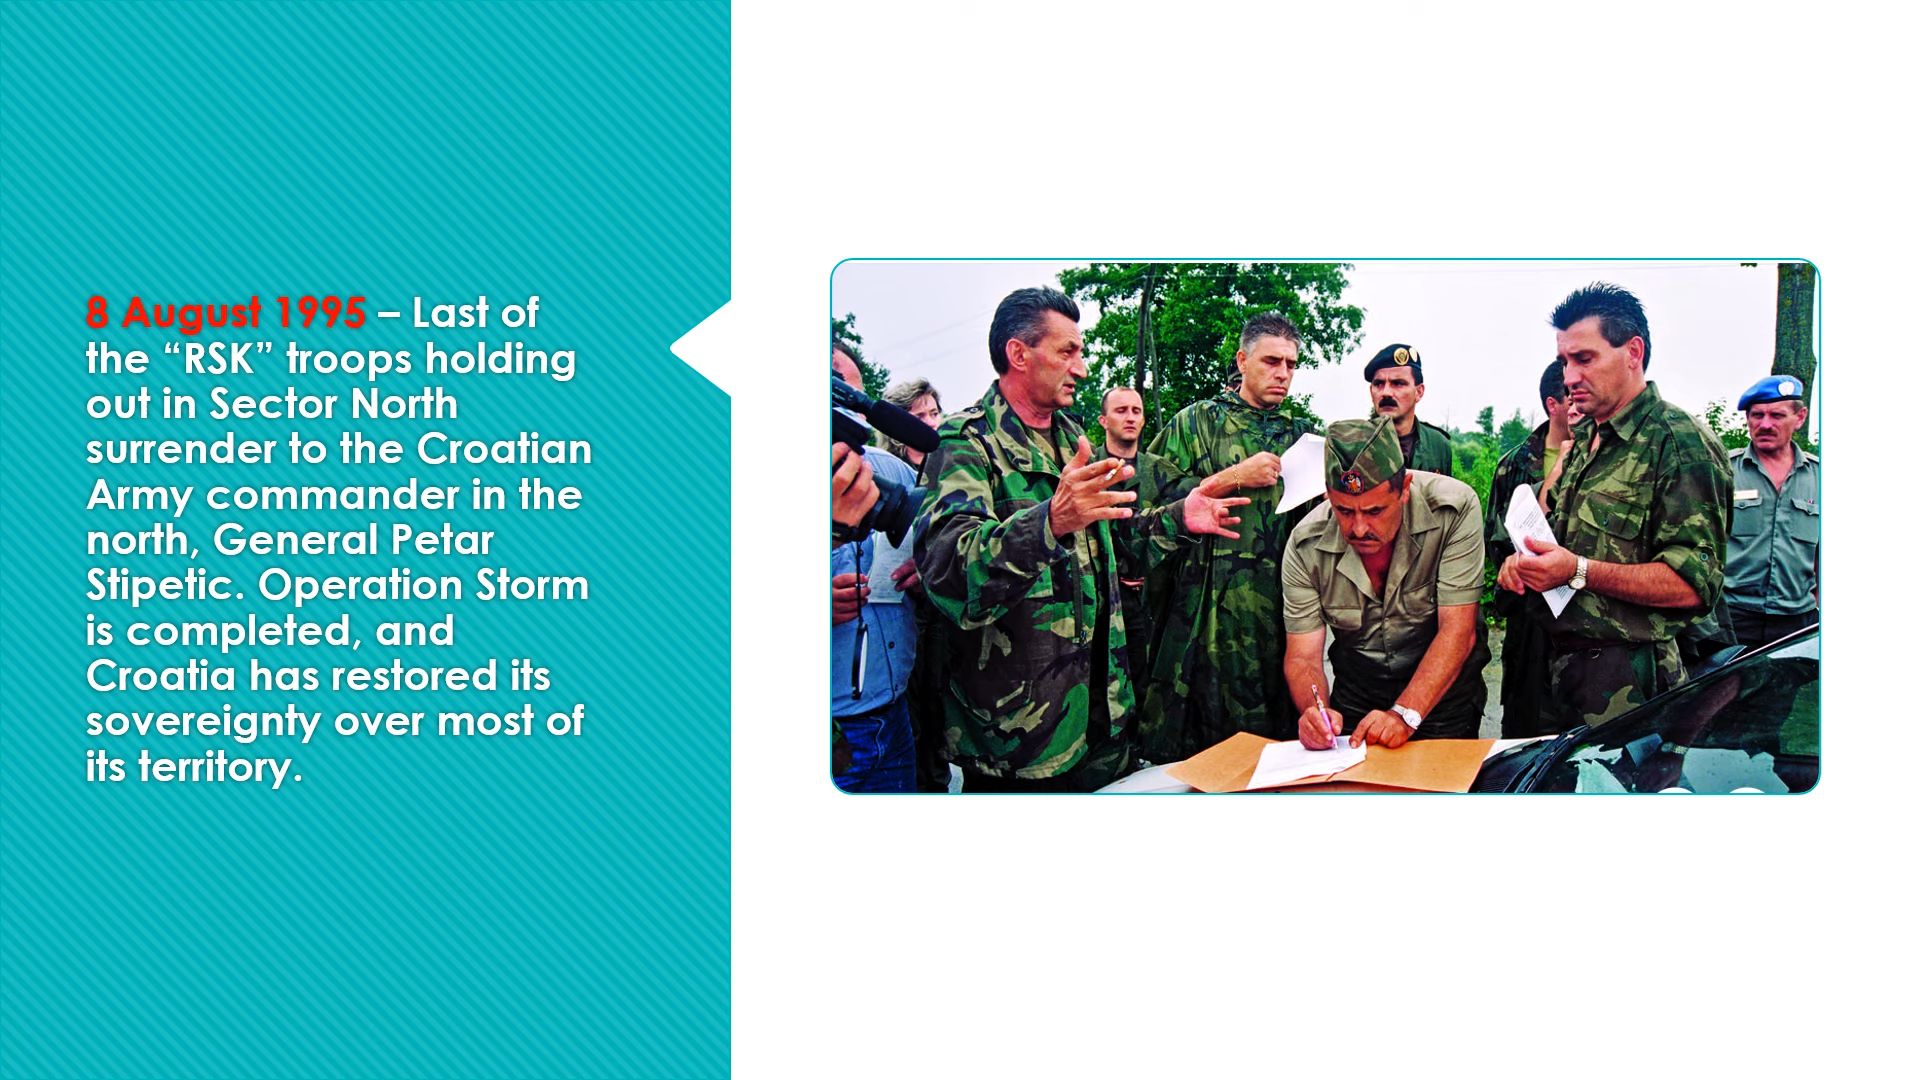 8 August 1995 – Last of
the “RSK” troops holding
out in Sector North
surrender to the Croatian
Army commander in the
north, General Petar
Stipetic. Operation Storm
is completed, and
Croatia has restored its
sovereignty over most of
its territory.